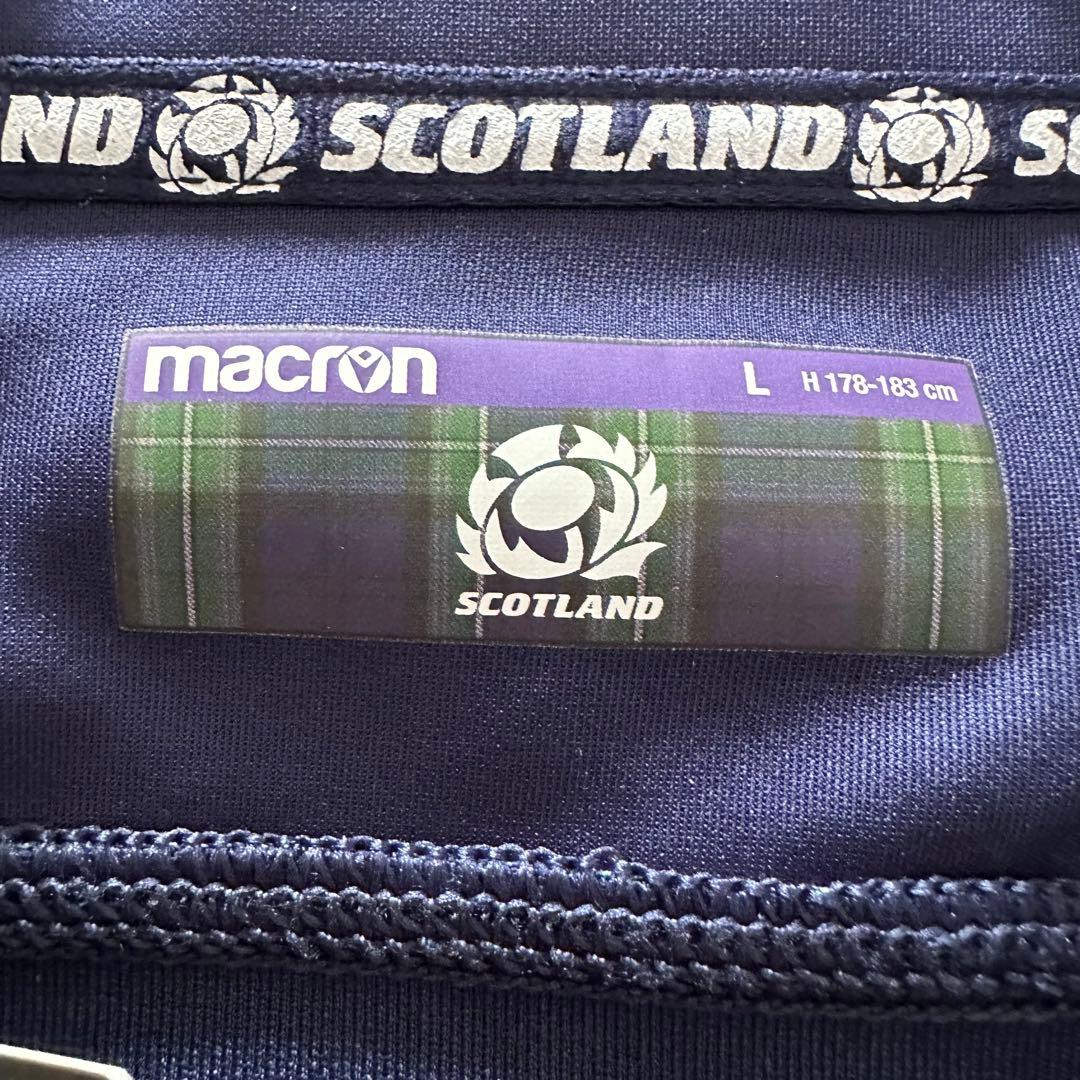 ND SCOTLAND SC
macron L H 178-183 cm
SCOTLAND